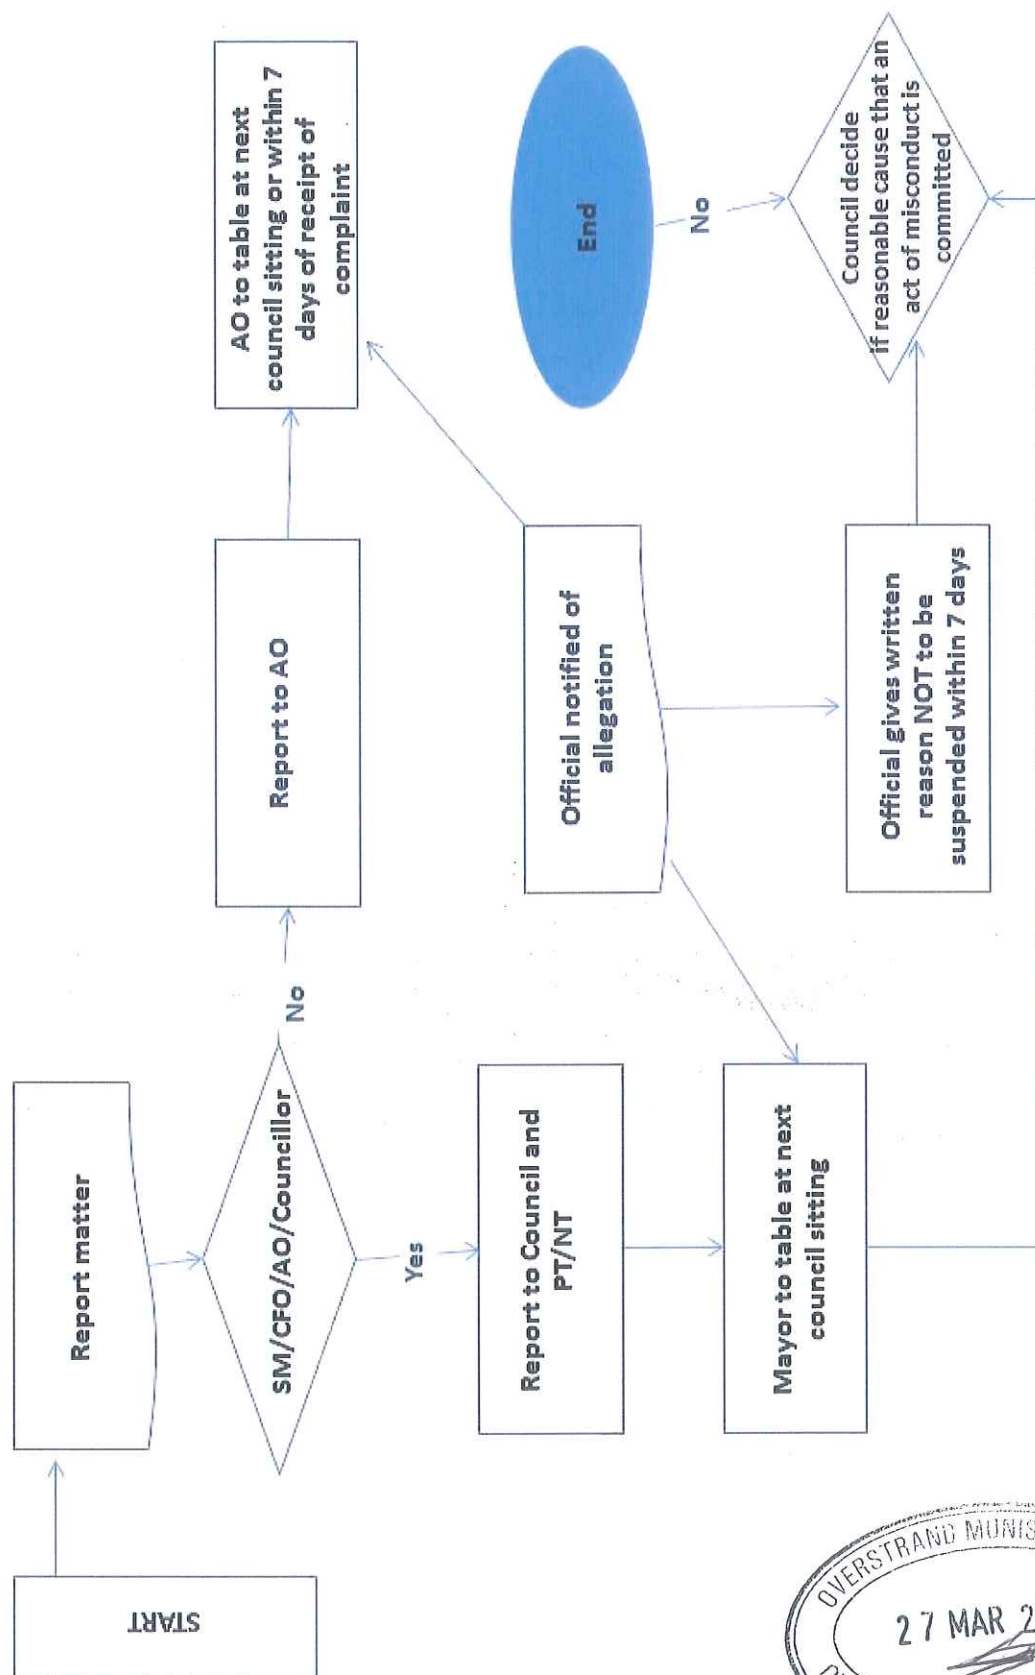 START
Report matter
SM/CFO/AO/Councillor
No
Report to AO
AO to table at next
council sitting or within 7
days of receipt of
complaint
Yes
Report to Council and
PT/NT
Official notified of
allegation
End
No
Mayor to table at next
council sitting
Official gives written
reason NOT to be
suspended within 7 days
Council decide
if reasonable cause that an
act of misconduct is
committed
OVERSTRAND MUNIS
27 MAR 2